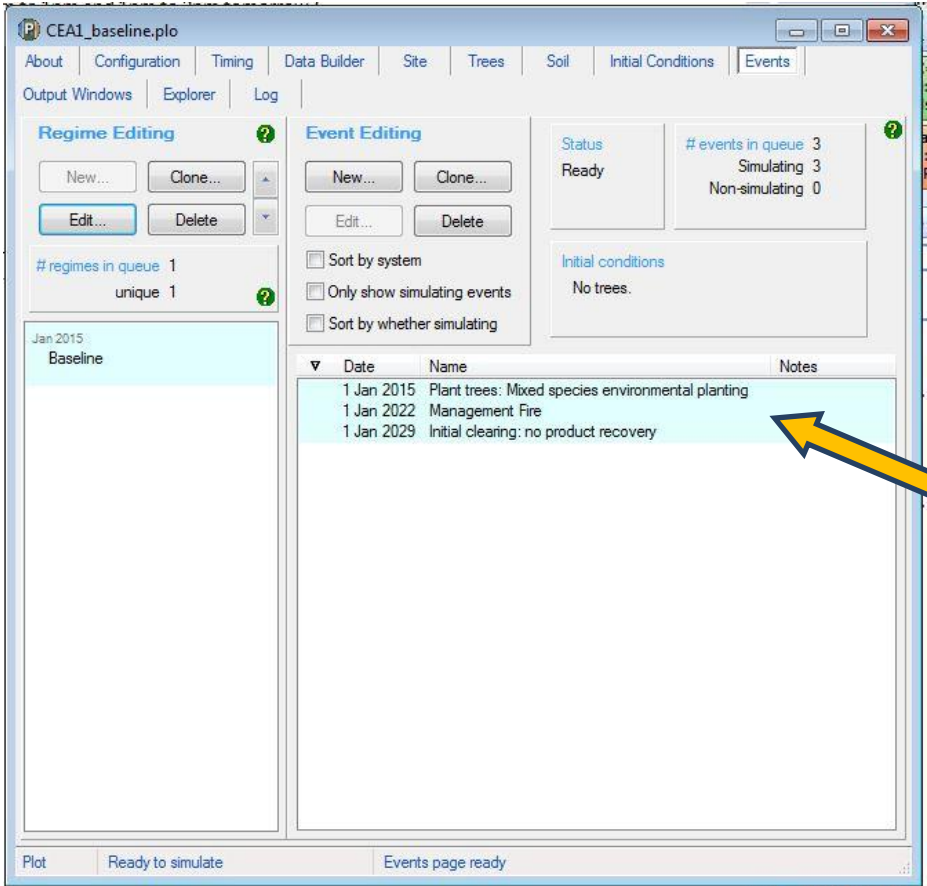 CEA1_baseline.plo
About Configuration Timing Data Builder Site Trees Soil Initial Conditions Events
Output Windows Explorer Log
Regime Editing
New... Clone...
Edit... Delete
# regimes in queue 1
unique 1
Jan 2015
Baseline
Event Editing
New... Clone...
Edit... Delete
Sort by system
Only show simulating events
Sort by whether simulating
Status
Ready
# events in queue 3
Simulating 3
Non-simulating 0
Initial conditions
No trees.
Date Name Notes
1 Jan 2015 Plant trees: Mixed species environmental planting
1 Jan 2022 Management Fire
1 Jan 2029 Initial clearing: no product recovery
Plot Ready to simulate Events page ready